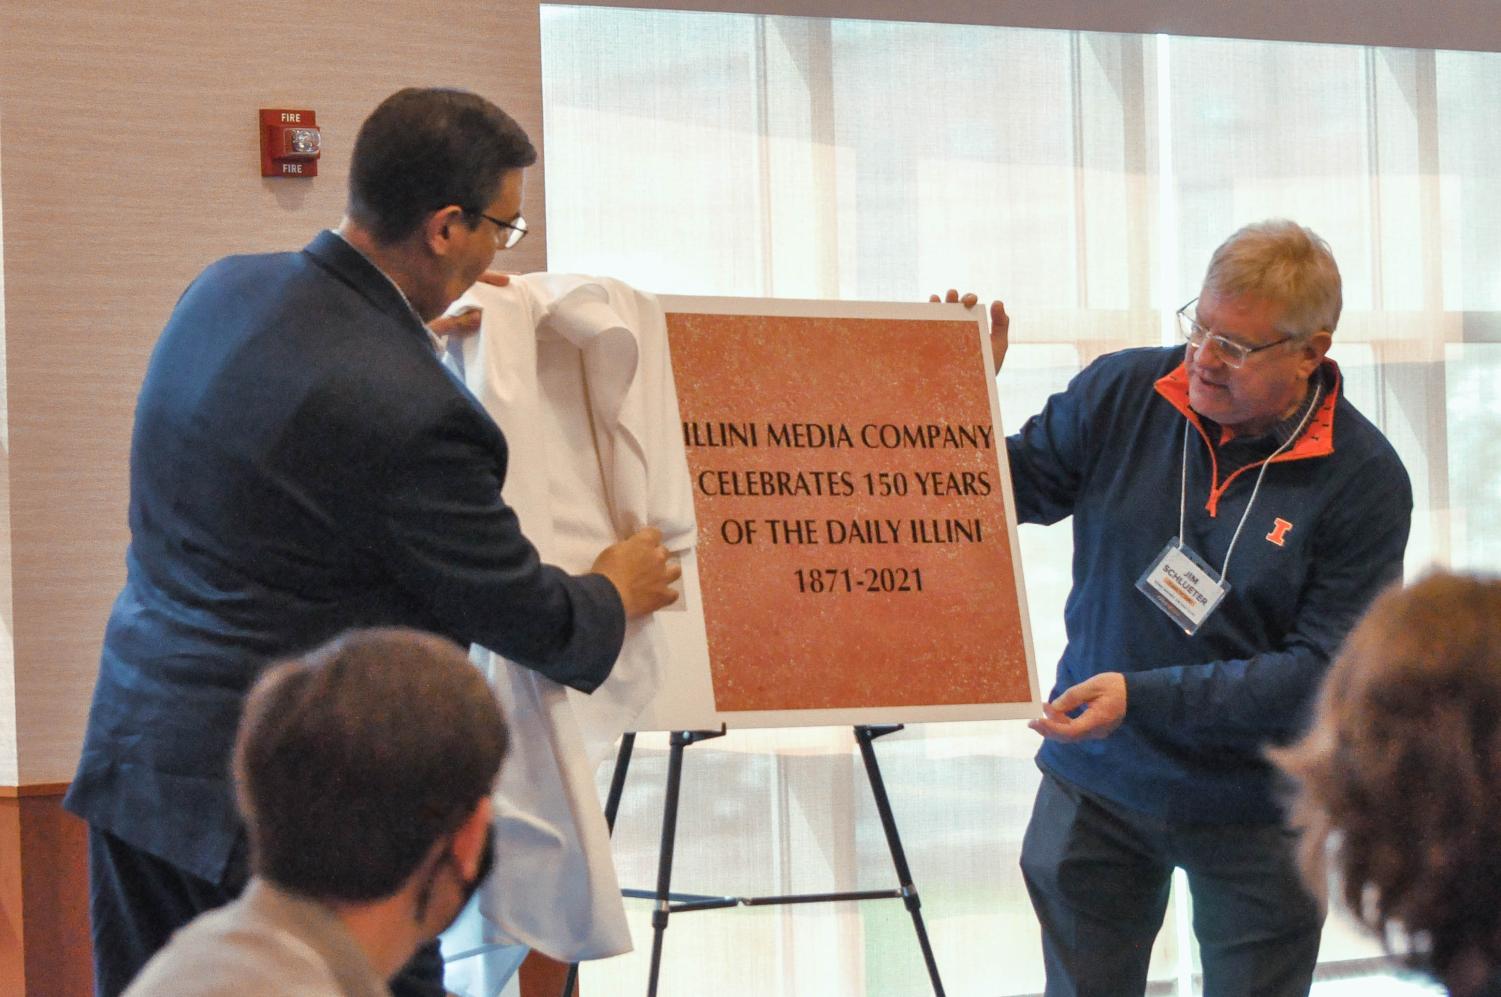 FIRE
FIRE
ILLINI MEDIA COMPANY
CELEBRATES 150 YEARS
OF THE DAILY ILLINI
1871-2021
I
JIM
SCHLUETER